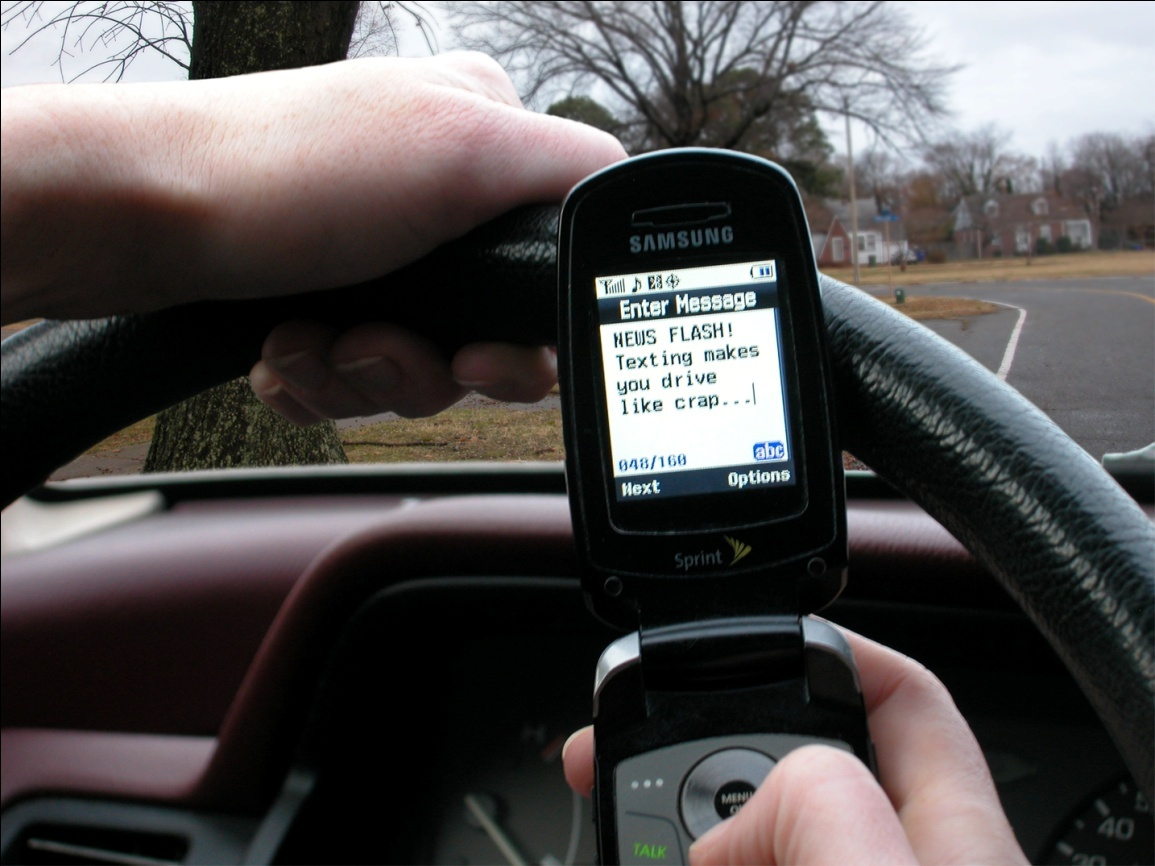 SAMSUNG
Enter Message
NEWS FLASH!
Texting makes
you drive
like crap...
048/160
abc
Next
Options
Sprint
MENU
TALK
H
40